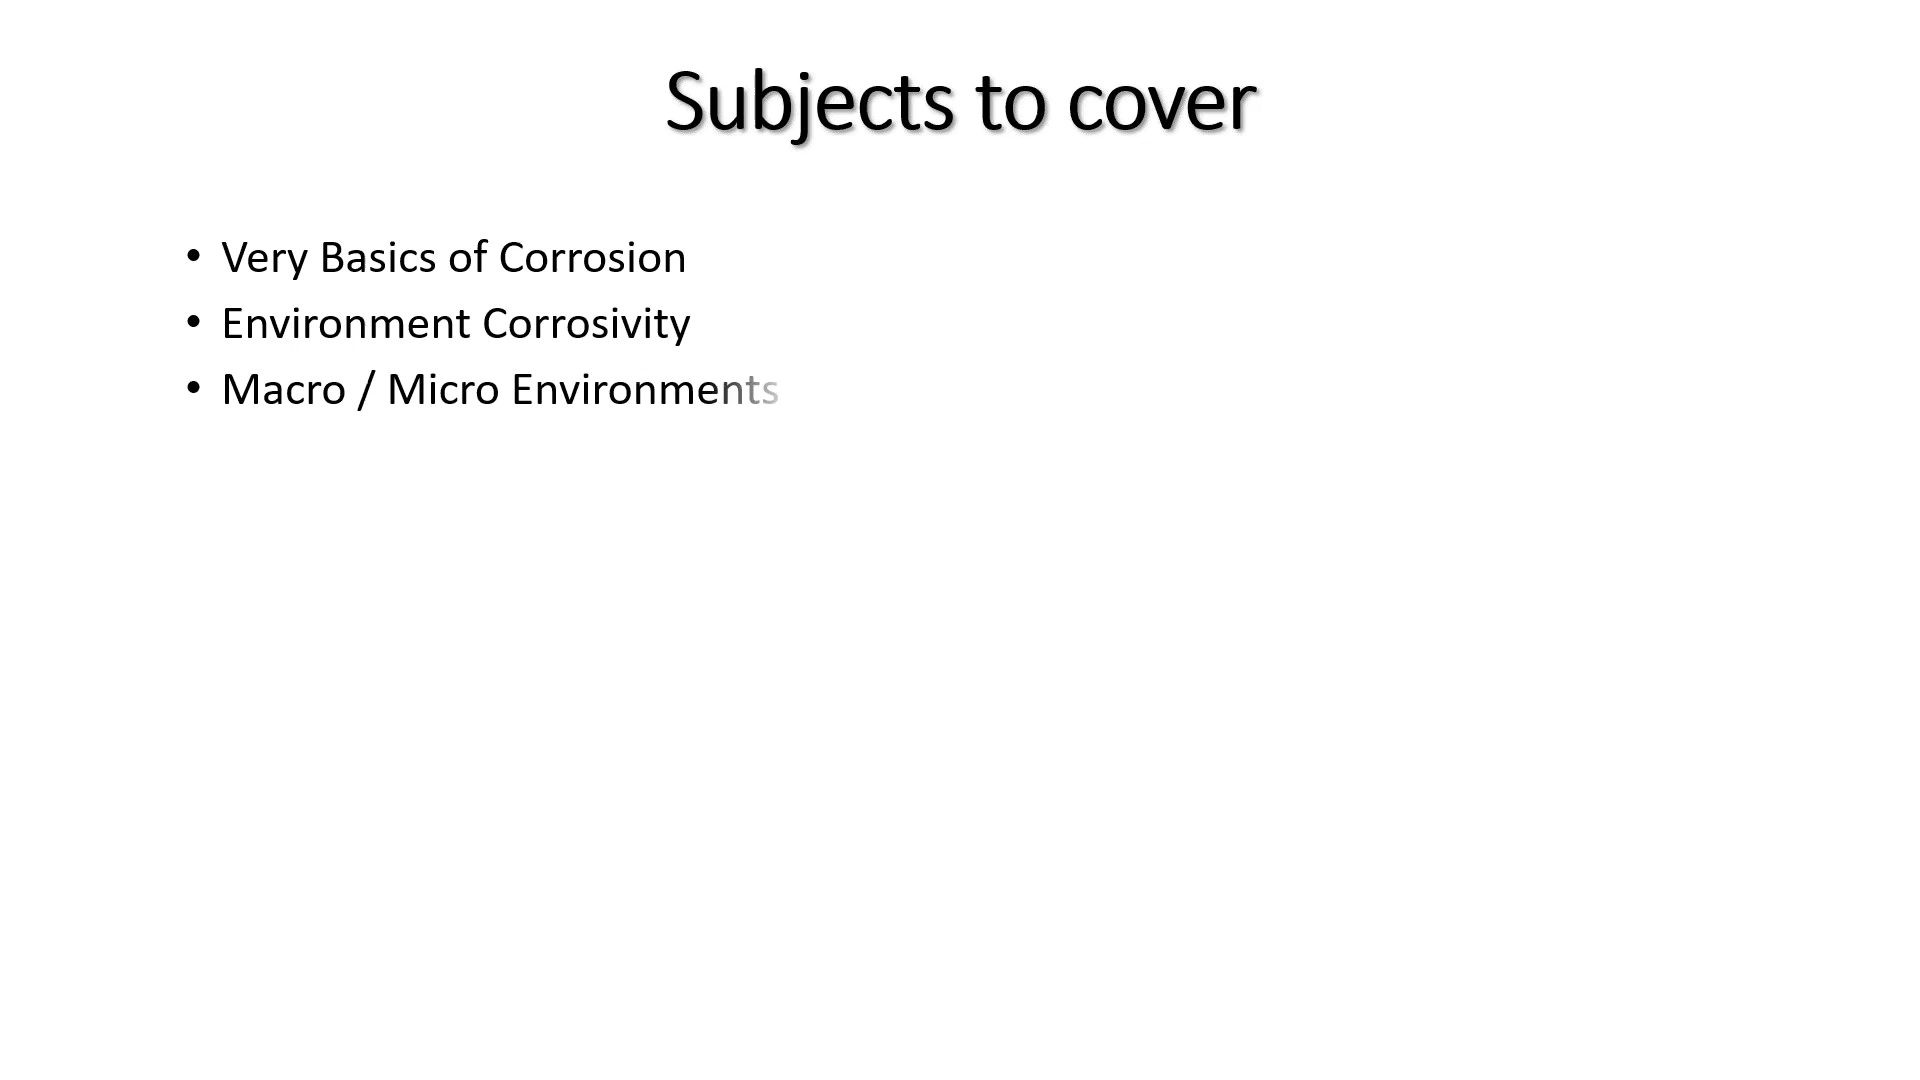 Subjects to cover
• Very Basics of Corrosion
• Environment Corrosivity
• Macro / Micro Environments